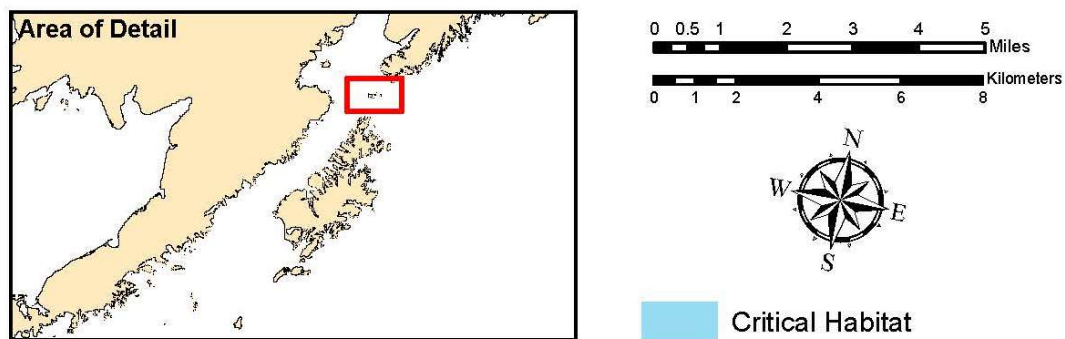 Area of Detail
0 0.5 1 2 3 4 5
Miles
Kilometers
0 1 2 4 6 8
N
W
E
S
Critical Habitat